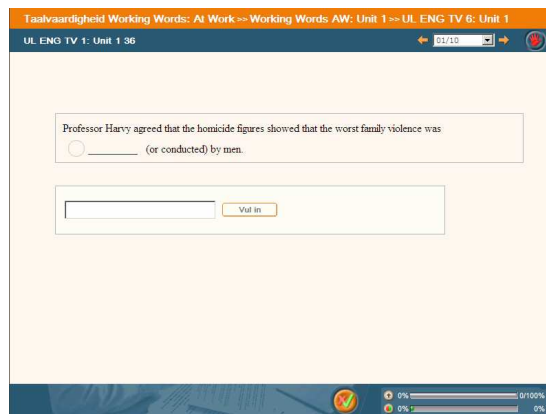 Taalvaardigheid Working Words: At Work >> Working Words AW: Unit 1 >> UL ENG TV 6: Unit 1
UL ENG TV 1: Unit 1 36
01/10
Professor Harvy agreed that the homicide figures showed that the worst family violence was
_________ (or conducted) by men.
Vul in
0% 0/100%
0% 0%